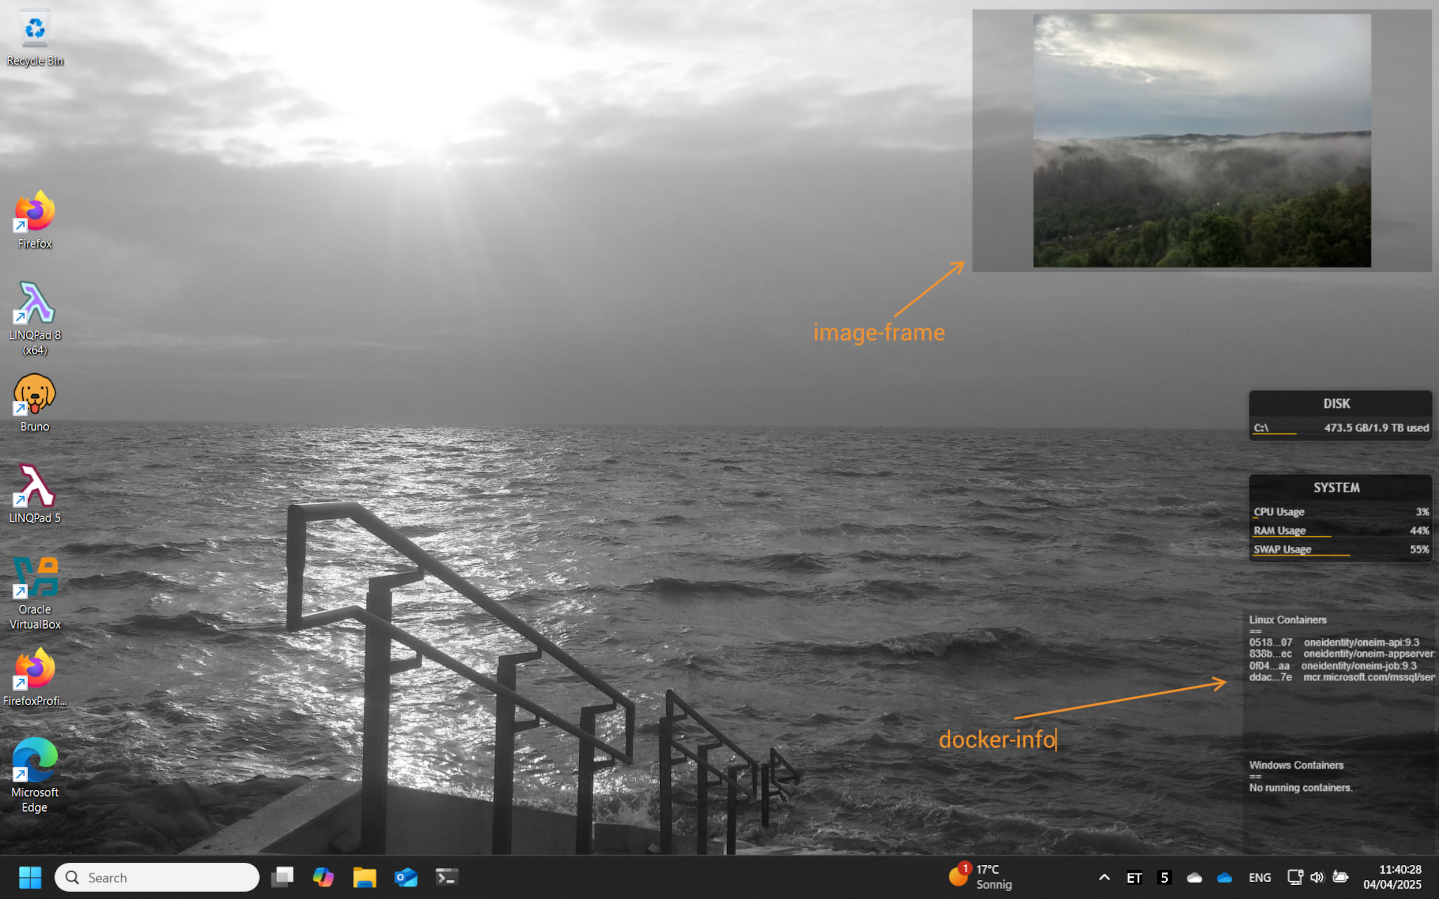 Recycle Bin
Firefox
LINQPad 8
(x64)
Bruno
LINQPad 5
Oracle
VirtualBox
FirefoxProfi...
Microsoft
Edge
image-frame
DISK
C:\ 473.5 GB/1.9 TB used
SYSTEM
CPU Usage 3%
RAM Usage 44%
SWAP Usage 55%
Linux Containers
==
0518...07 oneidentity/oneim-api:9.3
838b...ec oneidentity/oneim-appserver:
0f04...aa oneidentity/oneim-job:9.3
ddac...7e mcr.microsoft.com/mssql/ser
docker-info
Windows Containers
==
No running containers.
Search
1
17°C
Sonnig
ET
5
ENG
11:40:28
04/04/2025